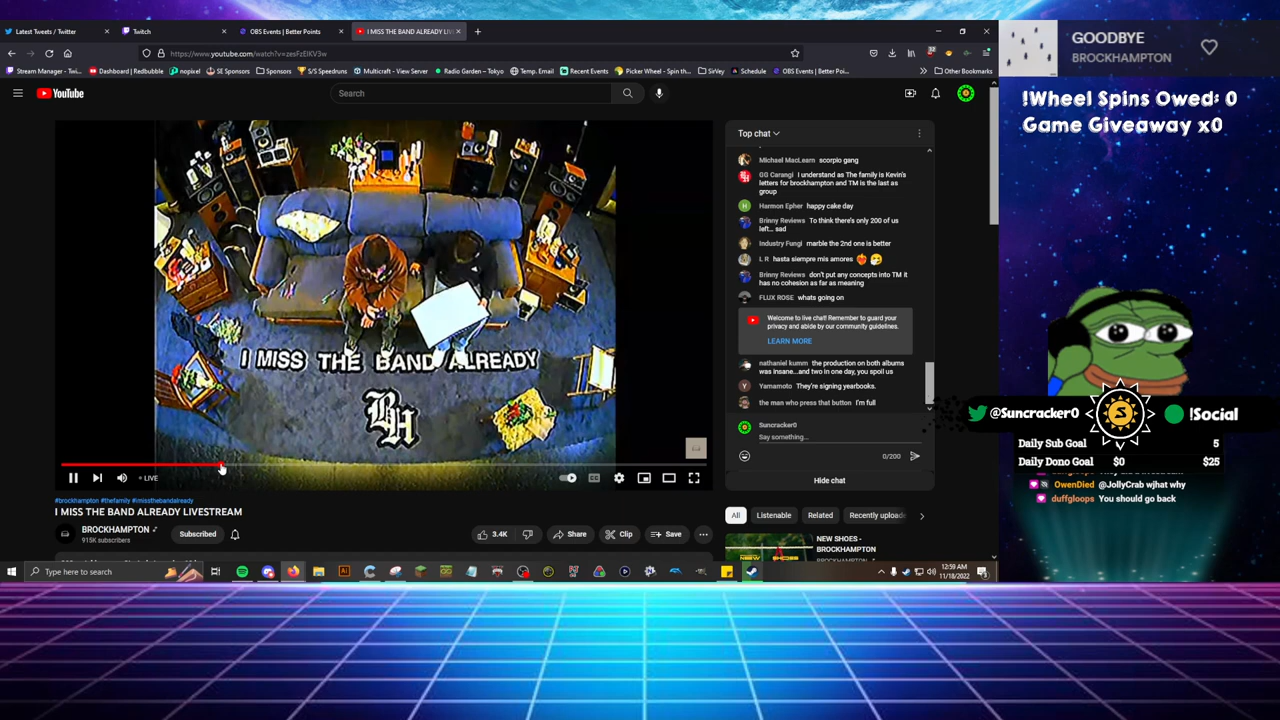 Latest Tweets / Twitter
Twitch
OBS Events | Better Points
I MISS THE BAND ALREADY LIV
https://www.youtube.com/watch?v=zesFzElKV3w
Stream Manager - Twi...
Dashboard | Redbubble
nopixel
SE Sponsors
Sponsors
S/S Speedruns
Multicraft - View Server
Radio Garden – Tokyo
Temp. Email
Recent Events
Picker Wheel - Spin th...
SirVey
Schedule
OBS Events | Better Poi...
Other Bookmarks
YouTube
Search
I MISS THE BAND ALREADY
BH
LIVE
#brockhampton #thefamily #imissthebandalready
I MISS THE BAND ALREADY LIVESTREAM
BROCKHAMPTON
915K subscribers
Subscribed
3.4K
Share
Clip
Save
Top chat
Michael MacLearn scorpio gang
GG Carangi I understand as The family is Kevin's
letters for brockhampton and TM is the last as
group
Harmon Epher happy cake day
Brinny Reviews To think there's only 200 of us
left... sad
Industry Fungi marble the 2nd one is better
L R hasta siempre mis amores
Brinny Reviews don't put any concepts into TM it
has no cohesion as far as meaning
FLUX ROSE whats going on
Welcome to live chat! Remember to guard your
privacy and abide by our community guidelines.
LEARN MORE
nathaniel kumm the production on both albums
was insane...and two in one day, you spoil us
Yamamoto They're signing yearbooks.
the man who press that button I'm full
Suncracker0
Say something...
0/200
Hide chat
All
Listenable
Related
Recently uploade
NEW SHOES -
BROCKHAMPTON
Type here to search
12:59 AM
11/18/2022
GOODBYE
BROCKHAMPTON
!Wheel Spins Owed: 0
Game Giveaway x0
@Suncracker0
S
!Social
Daily Sub Goal 5
Daily Dono Goal $0 $25
OwenDied @JollyCrab wjhat why
duffgloops You should go back